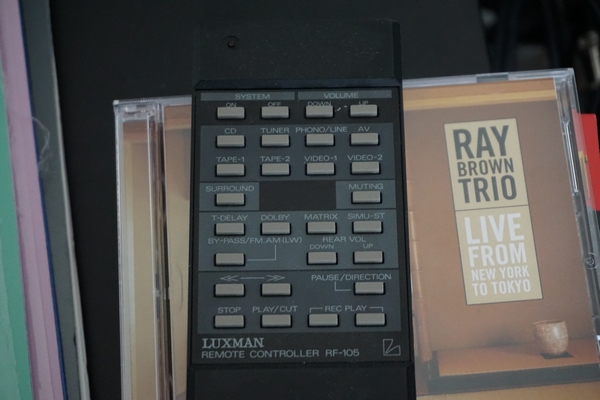 SYSTEM VOLUME
ON OFF DOWN UP
CD TUNER PHONO/LINE AV
TAPE-1 TAPE-2 VIDEO-1 VIDEO-2
SURROUND MUTING
T-DELAY DOLBY MATRIX SIMU-ST
BY-PASS/FM.AM(LW) REAR VOL
DOWN UP
PAUSE/DIRECTION
STOP PLAY/CUT REC PLAY
LUXMAN
REMOTE CONTROLLER RF-105
RAY
BROWN
TRIO
LIVE
FROM
NEW YORK
TO TOKYO